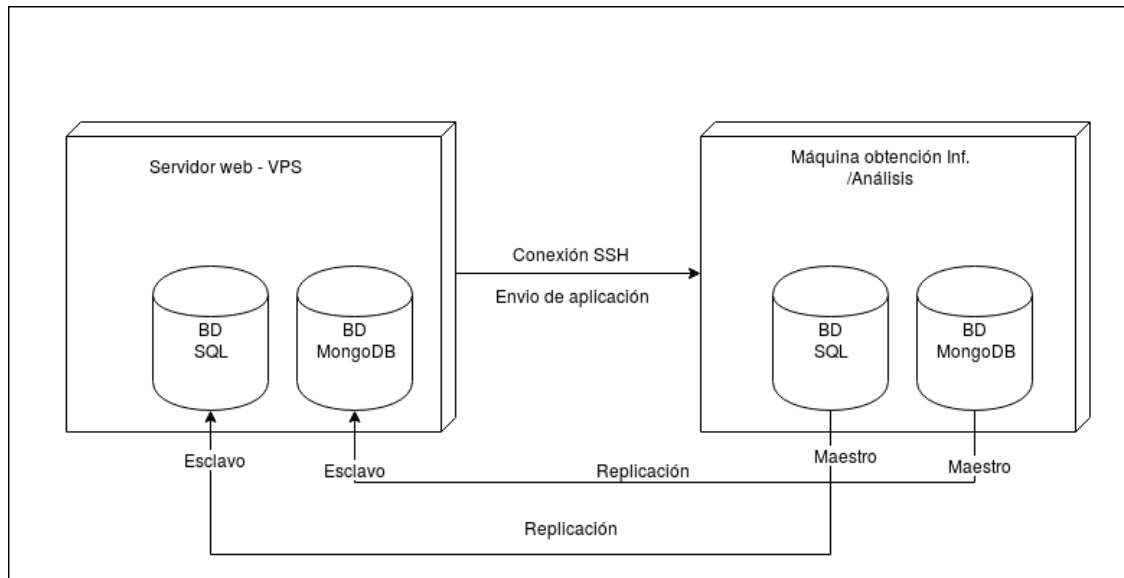 Servidor web - VPS
Máquina obtención Inf.
/Análisis
Conexión SSH
Envio de aplicación
BD
SQL
BD
MongoDB
BD
SQL
BD
MongoDB
Esclavo
Esclavo
Maestro
Maestro
Replicación
Replicación